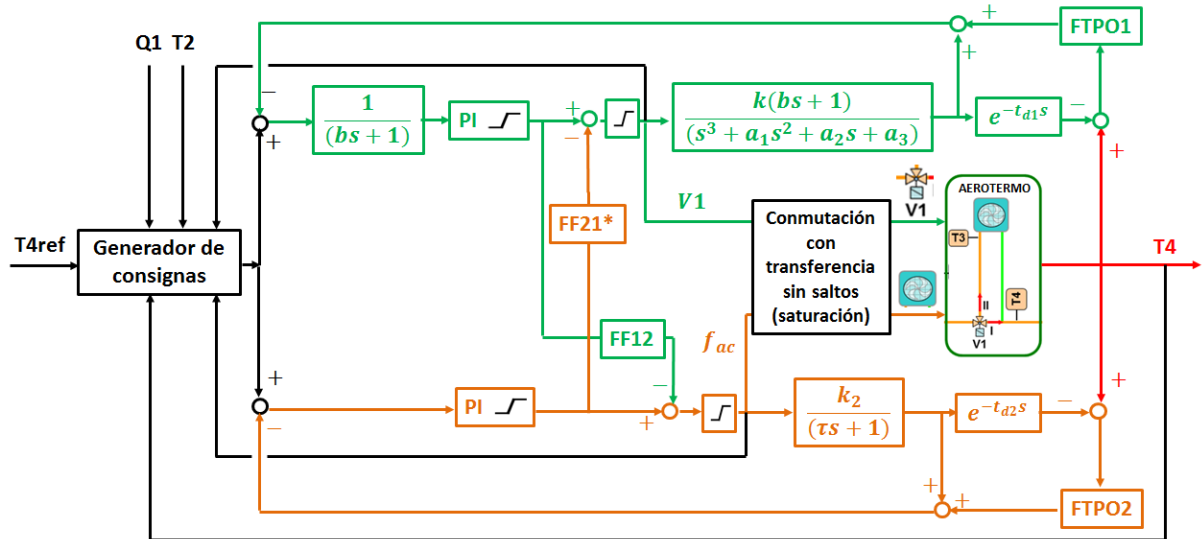 Q1 T2
T4ref
Generador de
consignas
−
+
1
(bs + 1)
PI
+
−
k(bs + 1)
(s³ + a₁s² + a₂s + a₃)
+
+
FTPO1
e^{-t_{d1}s}
−
+
V1
V1
FF21*
FF12
Conmutación
con
transferencia
sin saltos
(saturación)
AEROTERMO
T3
T4
II
I
V1
T4
f_{ac}
+
−
PI
−
+
k₂
(τs + 1)
e^{-t_{d2}s}
−
+
+
+
FTPO2